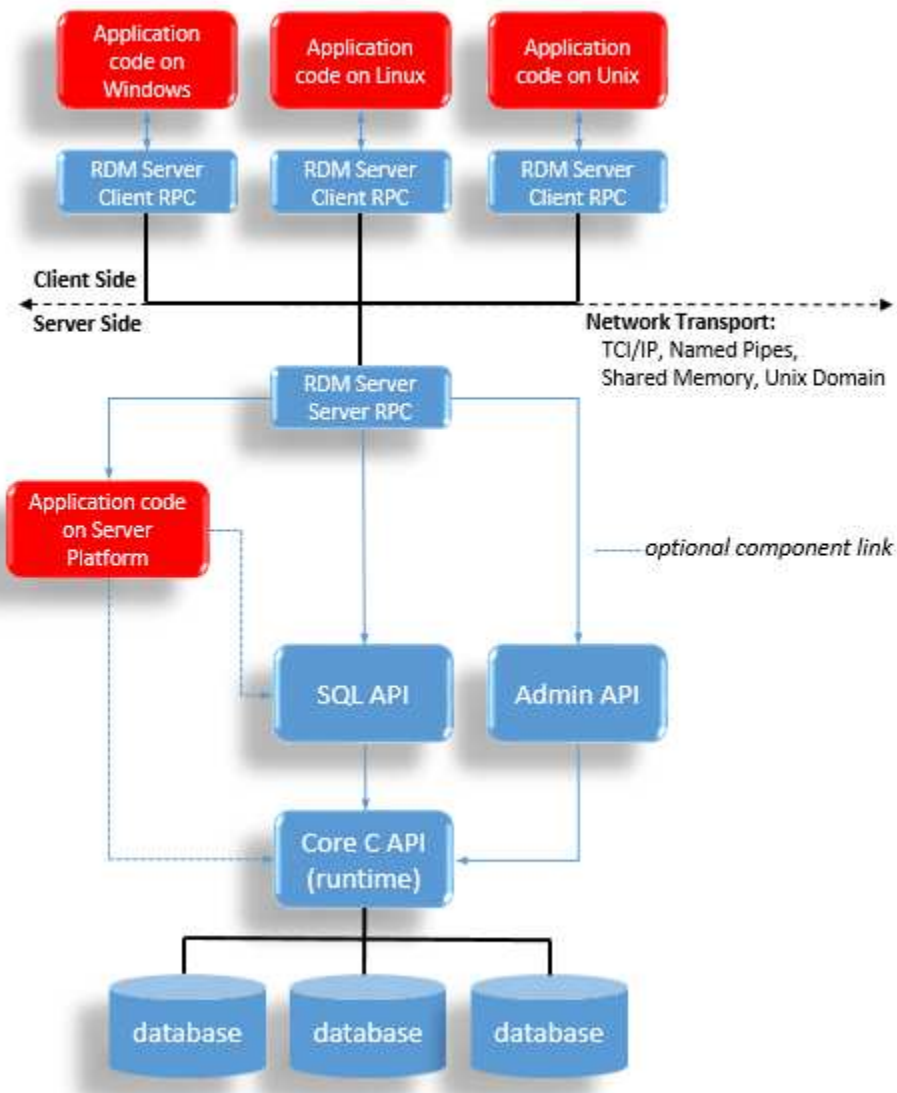 Application
code on
Windows
Application
code on Linux
Application
code on Unix
RDM Server
Client RPC
RDM Server
Client RPC
RDM Server
Client RPC
Client Side
Server Side
Network Transport:
TCI/IP, Named Pipes,
Shared Memory, Unix Domain
RDM Server
Server RPC
Application code
on Server
Platform
optional component link
SQL API
Admin API
Core C API
(runtime)
database
database
database